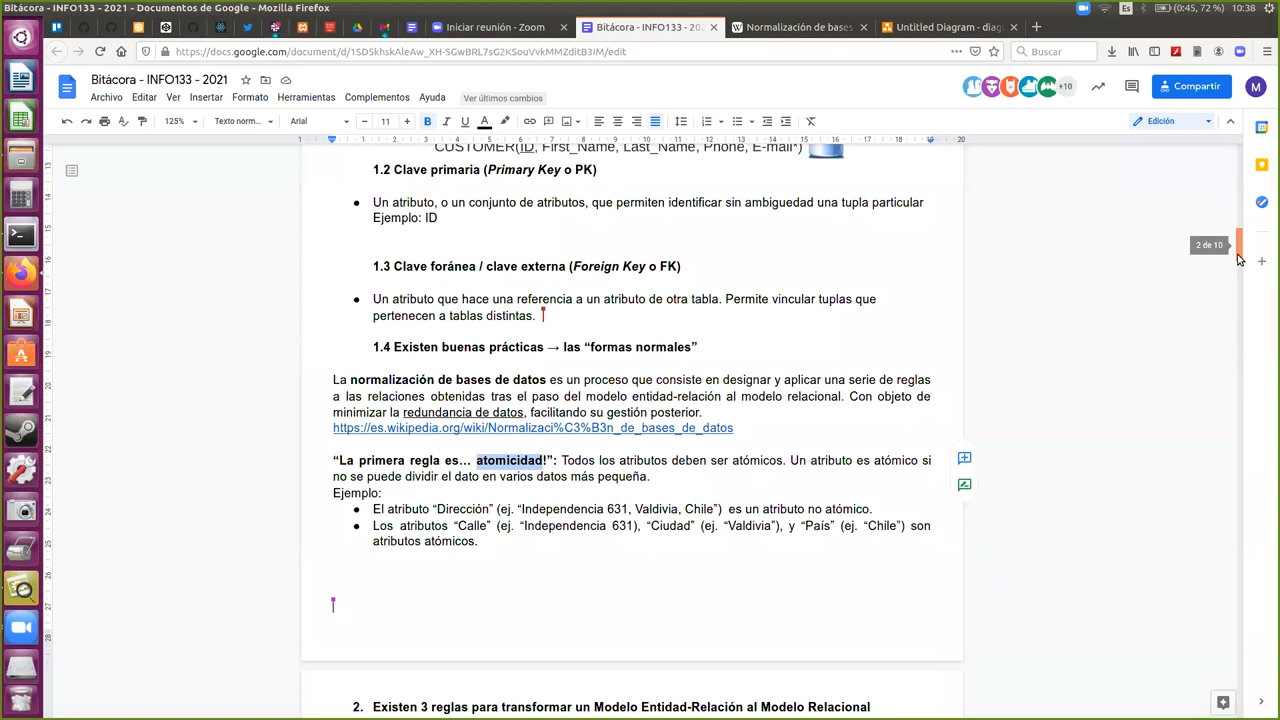 Bitácora - INFO133 - 2021 - Documentos de Google - Mozilla Firefox
Es
(0:45, 72 %)
10:38
Iniciar reunión - Zoom
Bitácora - INFO133 - 202
Normalización de bases
Untitled Diagram - diag
https://docs.google.com/document/d/1SD5khskAleAw_XH-SGwBRL7sG2KSouVvkMMZditB3IM/edit
Buscar
Bitácora - INFO133 - 2021
Archivo Editar Ver Insertar Formato Herramientas Complementos Ayuda Ver últimos cambios
+10
Compartir
M
125% Texto norm... Arial 11 Edición
CUSTOMER(ID, First_Name, Last_Name, Phone, E-mail*)
1.2 Clave primaria (Primary Key o PK)
● Un atributo, o un conjunto de atributos, que permiten identificar sin ambiguedad una tupla particular
Ejemplo: ID
2 de 10
1.3 Clave foránea / clave externa (Foreign Key o FK)
● Un atributo que hace una referencia a un atributo de otra tabla. Permite vincular tuplas que
pertenecen a tablas distintas.
1.4 Existen buenas prácticas → las “formas normales”
La normalización de bases de datos es un proceso que consiste en designar y aplicar una serie de reglas
a las relaciones obtenidas tras el paso del modelo entidad-relación al modelo relacional. Con objeto de
minimizar la redundancia de datos, facilitando su gestión posterior.
https://es.wikipedia.org/wiki/Normalizaci%C3%B3n_de_bases_de_datos
“La primera regla es... atomicidad!”: Todos los atributos deben ser atómicos. Un atributo es atómico si
no se puede dividir el dato en varios datos más pequeña.
Ejemplo:
● El atributo “Dirección” (ej. “Independencia 631, Valdivia, Chile”) es un atributo no atómico.
● Los atributos “Calle” (ej. “Independencia 631), “Ciudad” (ej. “Valdivia”), y “País” (ej. “Chile”) son
atributos atómicos.
2. Existen 3 reglas para transformar un Modelo Entidad-Relación al Modelo Relacional